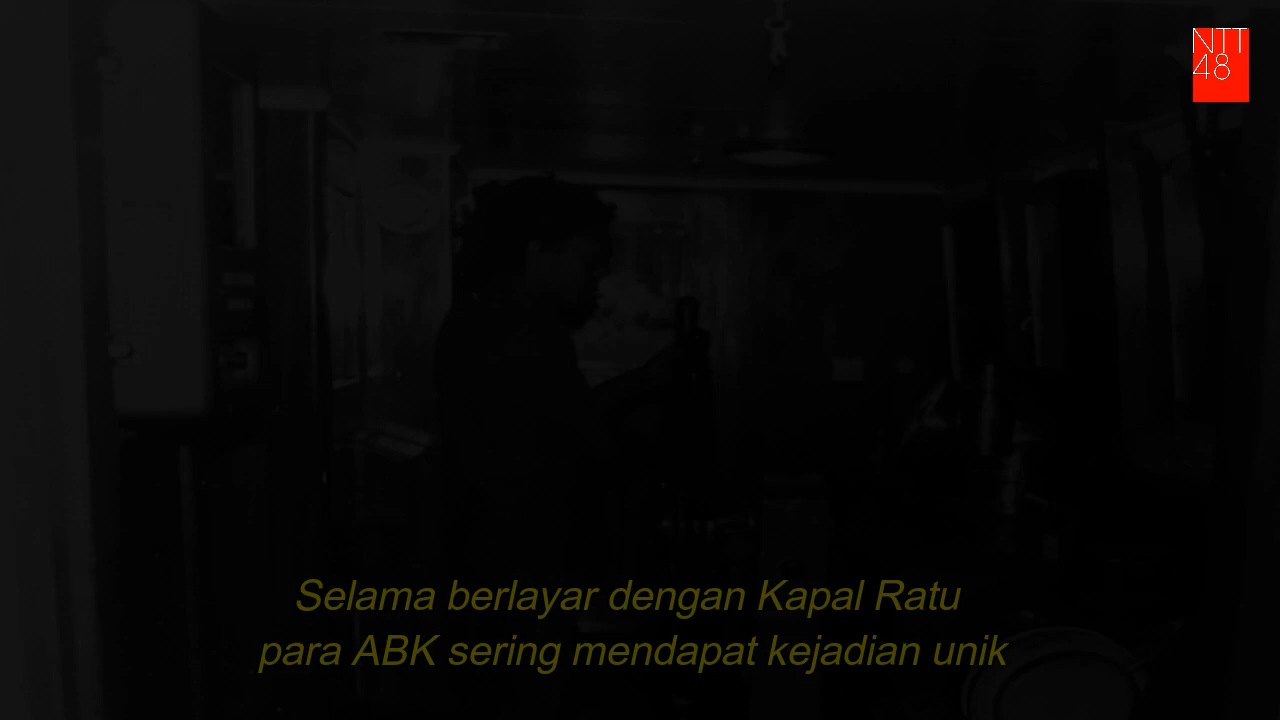 NTT
48
Selama berlayar dengan Kapal Ratu
para ABK sering mendapat kejadian unik